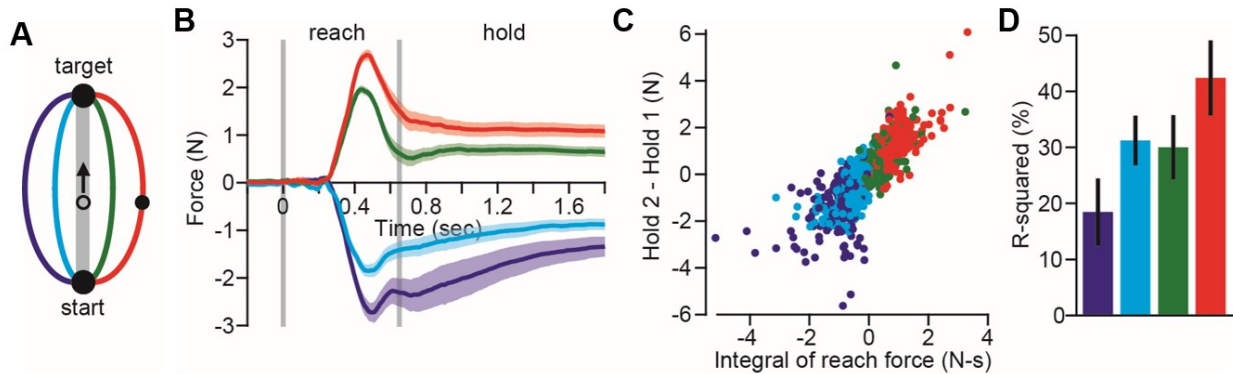 A
target
start
B
reach
hold
Force (N)
3
2
1
0
-1
-2
-3
0
0.4
0.8
1.2
1.6
Time (sec)
C
Hold 2 - Hold 1 (N)
6
4
2
0
-2
-4
-6
-4
-2
0
2
4
Integral of reach force (N-s)
D
R-squared (%)
50
40
30
20
10
0